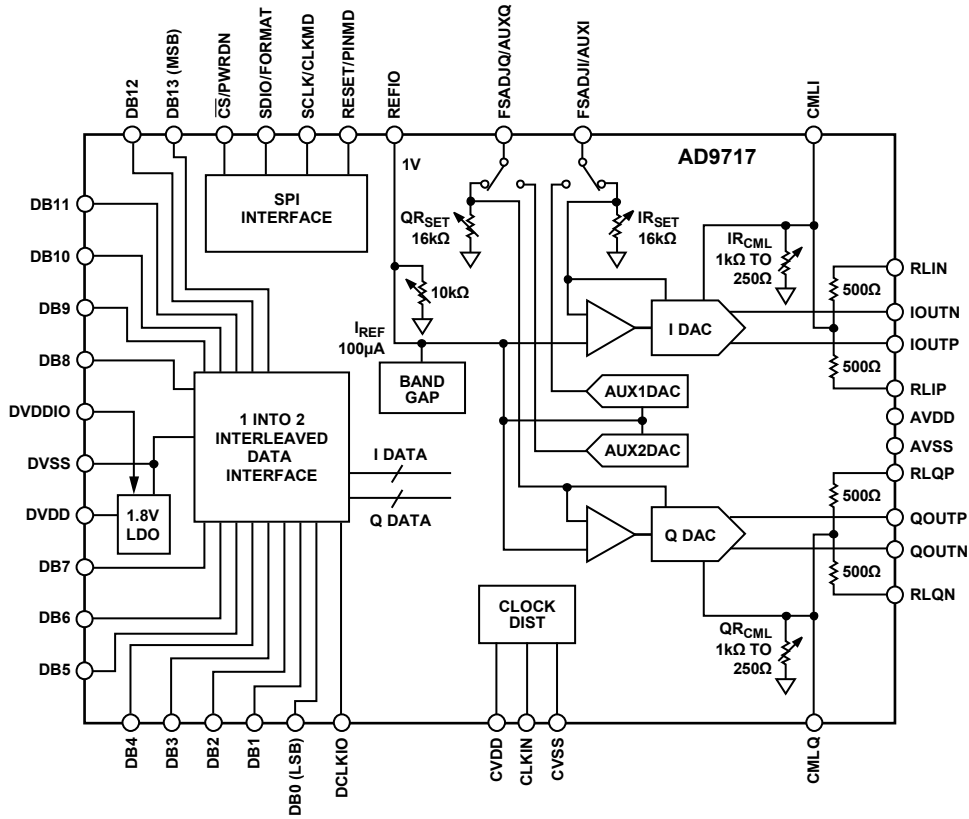 DB12
DB13 (MSB)
CS/PWRDN
SDIO/FORMAT
SCLK/CLKMD
RESET/PINMD
REFIO
FSADJQ/AUXQ
FSADJI/AUXI
CMLI
AD9717
1V
SPI
INTERFACE
DB11
DB10
DB9
DB8
DVDDIO
DVSS
DVDD
DB7
DB6
DB5
QRSET
16kΩ
IRSET
16kΩ
IRCML
1kΩ TO
250Ω
10kΩ
IREF
100µA
BAND
GAP
I DAC
500Ω
500Ω
RLIN
IOUTN
IOUTP
RLIP
AVDD
AVSS
RLQP
QOUTP
QOUTN
RLQN
AUX1DAC
AUX2DAC
1 INTO 2
INTERLEAVED
DATA
INTERFACE
I DATA
Q DATA
1.8V
LDO
Q DAC
500Ω
500Ω
CLOCK
DIST
QRCML
1kΩ TO
250Ω
DB4
DB3
DB2
DB1
DB0 (LSB)
DCLKIO
CVDD
CLKIN
CVSS
CMLQ